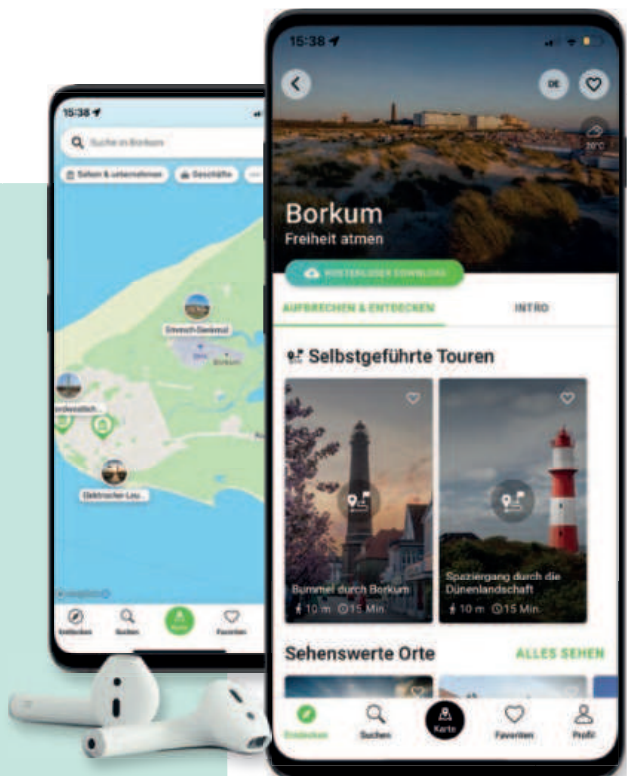 15:38
Suche in Borkum
Sehen & unternehmen
Geschäfte
Emmich-Denkmal
Borkum
Elektrischer Leu...
Entdecken
Suchen
Karte
Favoriten
15:38
DE
20°C
Borkum
Freiheit atmen
KOSTENLOSER DOWNLOAD
AUFBRECHEN & ENTDECKEN
INTRO
Selbstgeführte Touren
Bummel durch Borkum
10 m 15 Min.
Spaziergang durch die
Dünenlandschaft
10 m 15 Min.
Sehenswerte Orte
ALLES SEHEN
Entdecken
Suchen
Karte
Favoriten
Profil